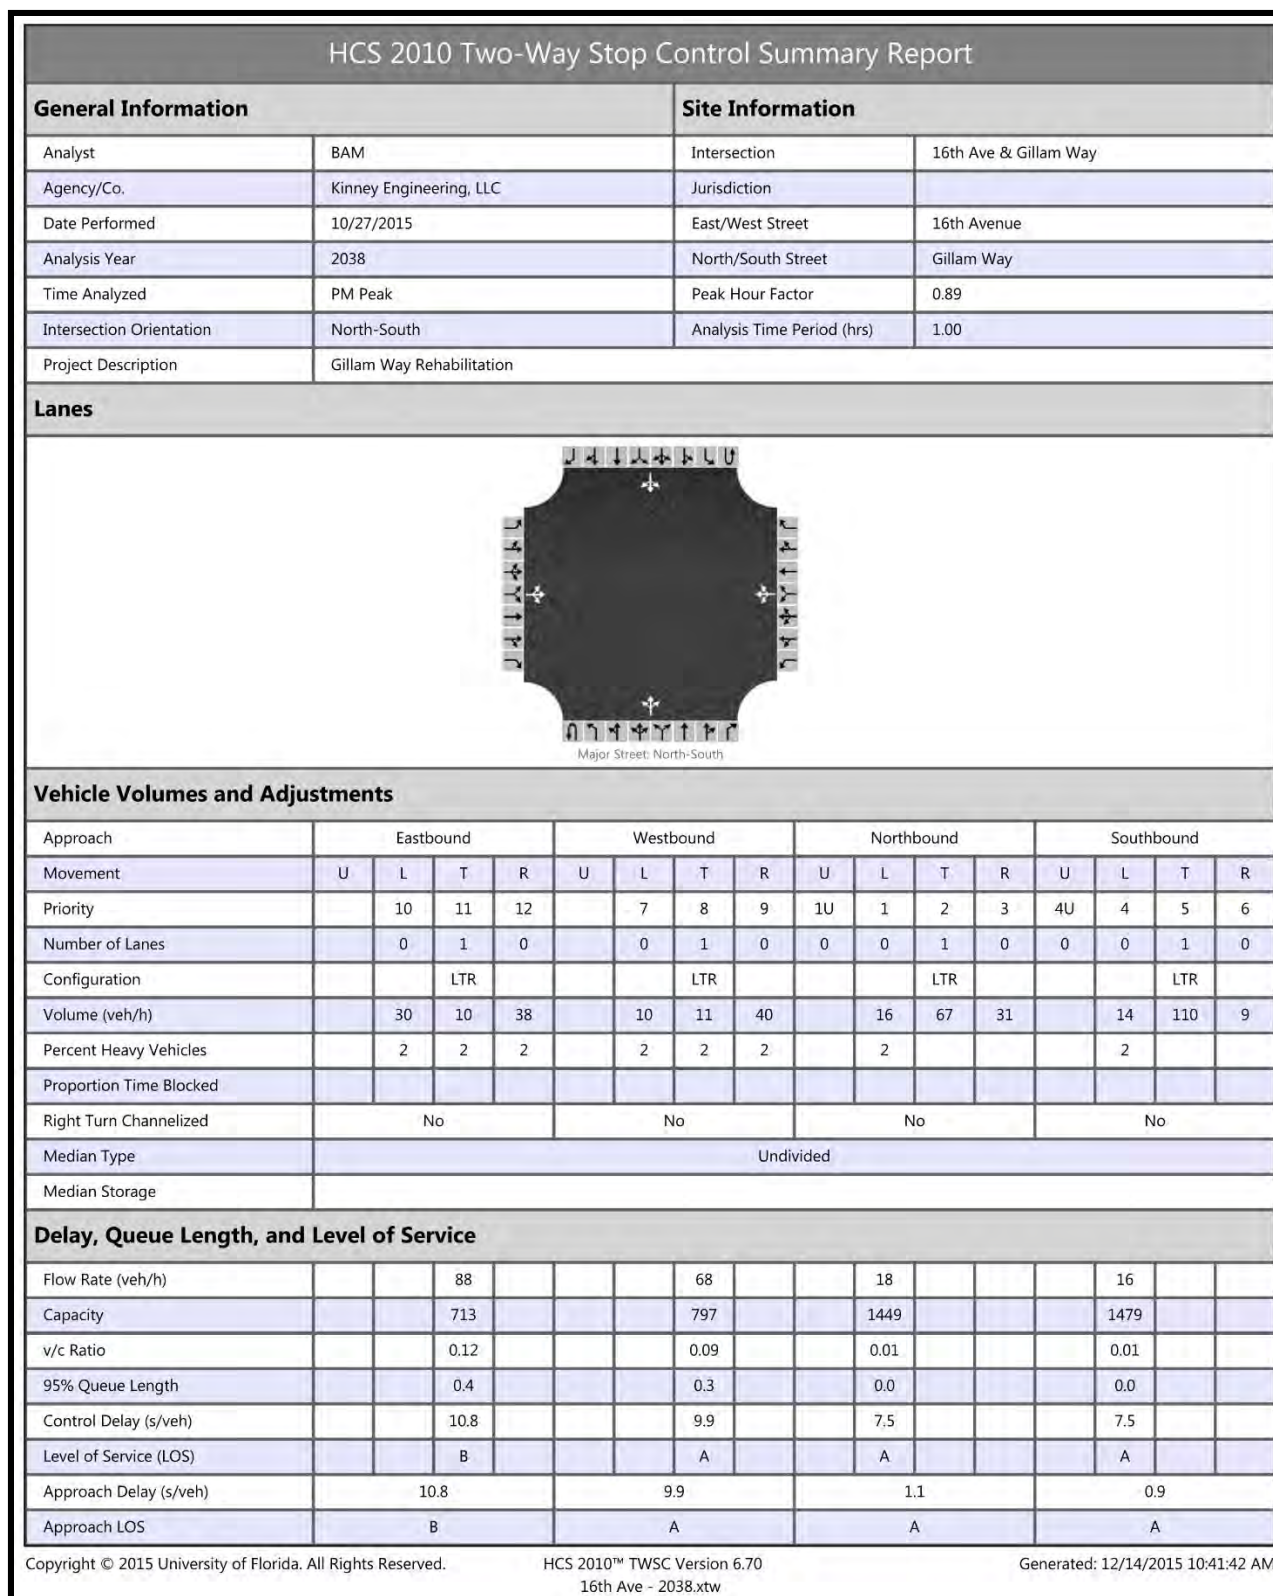 HCS 2010 Two-Way Stop Control Summary Report
General Information Site Information
Analyst BAM Intersection 16th Ave & Gillam Way
Agency/Co. Kinney Engineering, LLC Jurisdiction
Date Performed 10/27/2015 East/West Street 16th Avenue
Analysis Year 2038 North/South Street Gillam Way
Time Analyzed PM Peak Peak Hour Factor 0.89
Intersection Orientation North-South Analysis Time Period (hrs) 1.00
Project Description Gillam Way Rehabilitation
Lanes
Major Street: North-South
Vehicle Volumes and Adjustments
Approach Eastbound Westbound Northbound Southbound
Movement U L T R U L T R U L T R U L T R
Priority 10 11 12 7 8 9 1U 1 2 3 4U 4 5 6
Number of Lanes 0 1 0 0 1 0 0 0 1 0 0 0 1 0
Configuration LTR LTR LTR LTR
Volume (veh/h) 30 10 38 10 11 40 16 67 31 14 110 9
Percent Heavy Vehicles 2 2 2 2 2 2 2 2
Proportion Time Blocked
Right Turn Channelized No No No No
Median Type Undivided
Median Storage
Delay, Queue Length, and Level of Service
Flow Rate (veh/h) 88 68 18 16
Capacity 713 797 1449 1479
v/c Ratio 0.12 0.09 0.01 0.01
95% Queue Length 0.4 0.3 0.0 0.0
Control Delay (s/veh) 10.8 9.9 7.5 7.5
Level of Service (LOS) B A A A
Approach Delay (s/veh) 10.8 9.9 1.1 0.9
Approach LOS B A A A
Copyright © 2015 University of Florida. All Rights Reserved. HCS 2010™ TWSC Version 6.70 Generated: 12/14/2015 10:41:42 AM
16th Ave - 2038.xtw